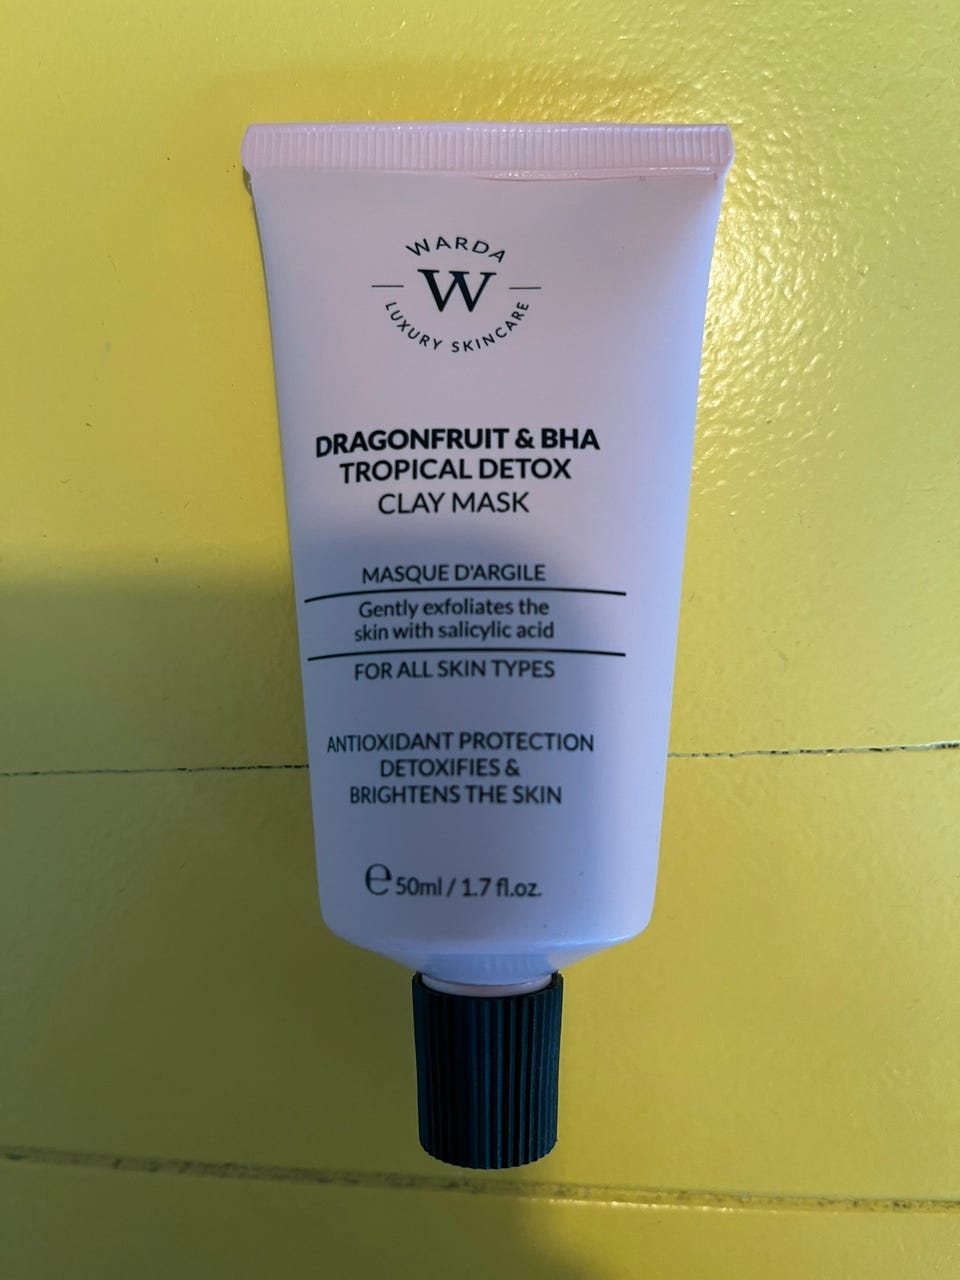 WARDA
W
LUXURY SKINCARE
DRAGONFRUIT & BHA
TROPICAL DETOX
CLAY MASK
MASQUE D'ARGILE
Gently exfoliates the
skin with salicylic acid
FOR ALL SKIN TYPES
ANTIOXIDANT PROTECTION
DETOXIFIES &
BRIGHTENS THE SKIN
℮ 50ml / 1.7 fl.oz.